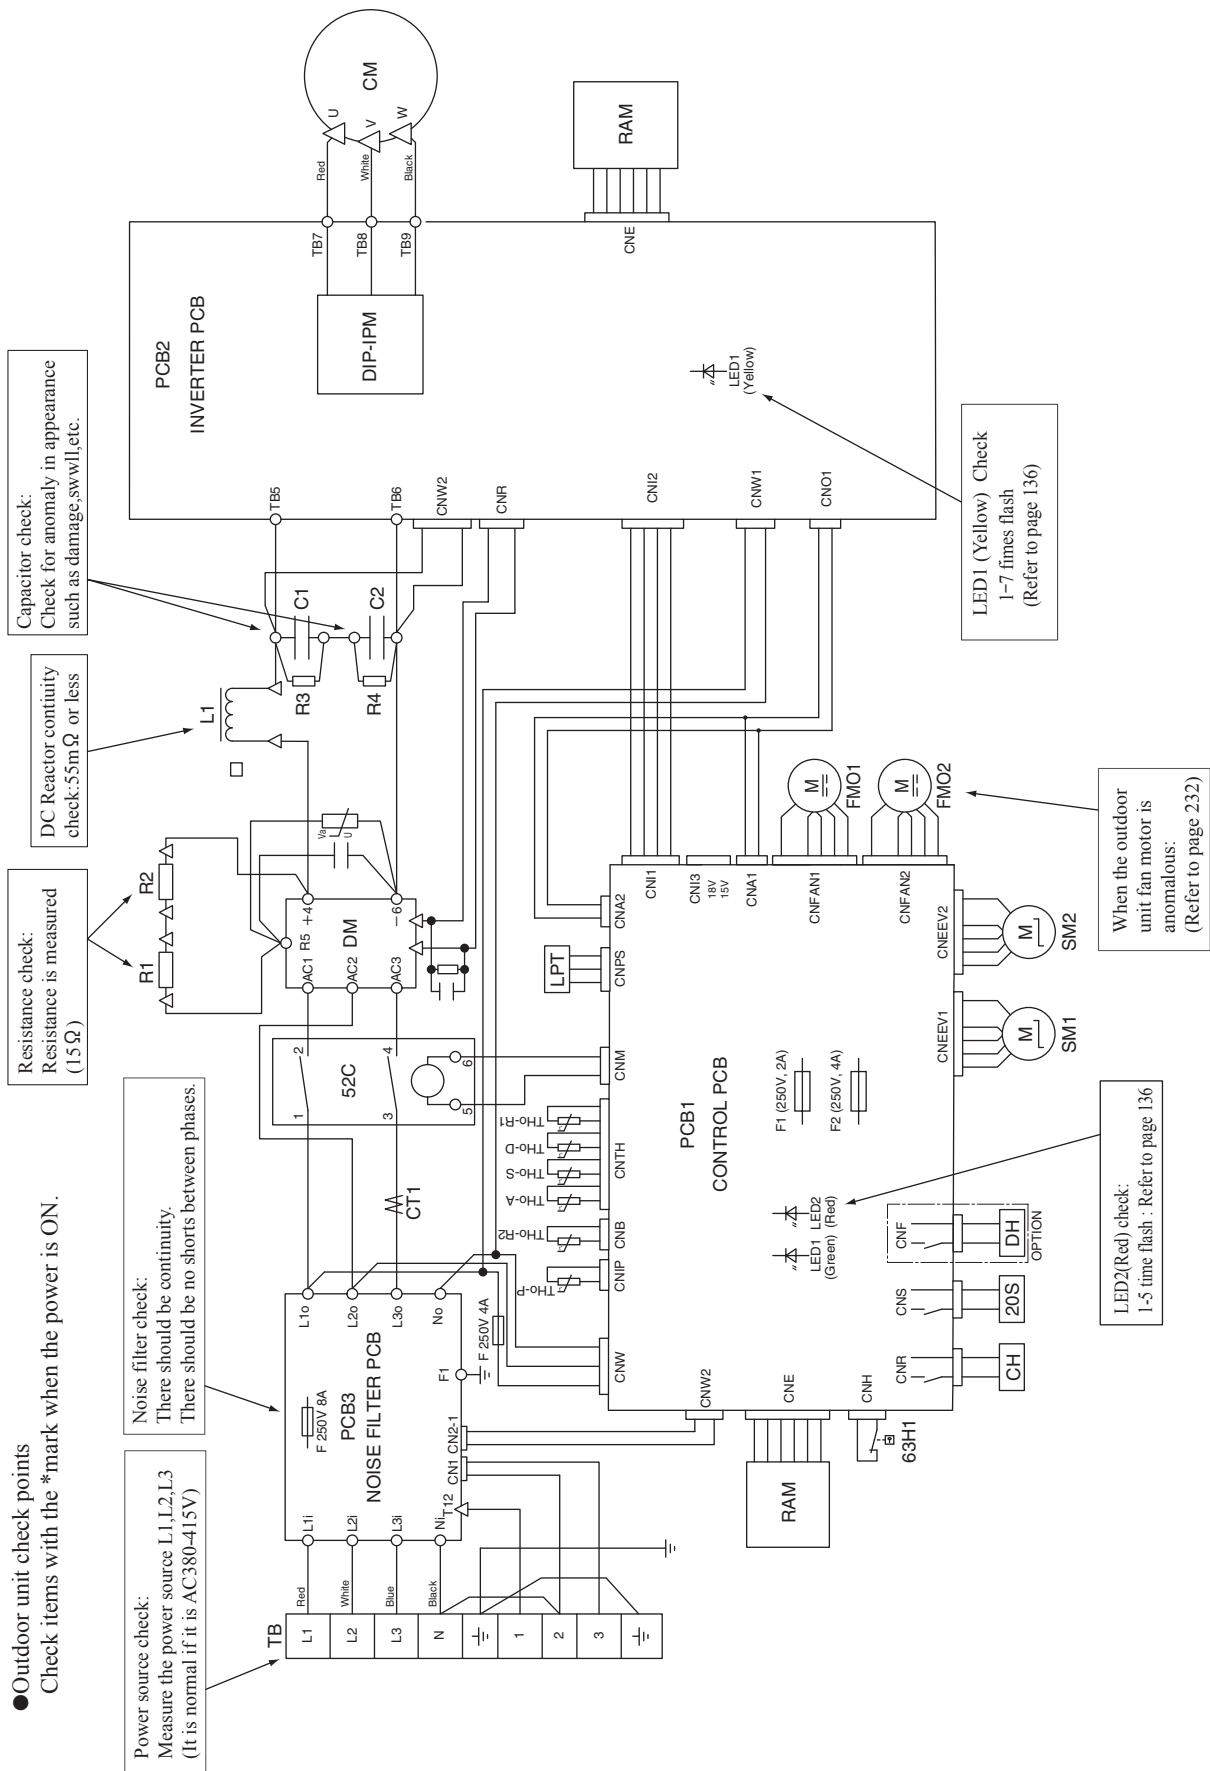 ●Outdoor unit check points
Check items with the *mark when the power is ON.
Power source check:
Measure the power source L1,L2,L3
(It is normal if it is AC380-415V)
Noise filter check:
There should be continuity.
There should be no shorts between phases.
Resistance check:
Resistance is measured
(15Ω)
DC Reactor contiuity
check:55mΩ or less
Capacitor check:
Check for anomaly in appearance
such as damage,swwll,etc.
TB
L1
L2
L3
N
1
2
3
Red
White
Blue
Black
L1i
L2i
L3i
Ni
T12
CN1
CN2-1
F1
F 250V 8A
PCB3
NOISE FILTER PCB
L1o
L2o
L3o
No
F 250V 4A
CT1
52C
1
2
3
4
5
6
R1
R2
AC1
AC2
AC3
R5
+4
−6
DM
Va
U
L1
R3
R4
C1
C2
TB5
TB6
CNW2
CNR
CNI2
CNW1
CNO1
PCB2
INVERTER PCB
DIP-IPM
TB7
TB8
TB9
Red
White
Black
U
V
W
CM
CNE
RAM
LED1
(Yellow)
LED1 (Yellow) Check
1-7 fimes flash
(Refer to page 136)
THo-P
THo-R2
THo-A
THo-S
THo-D
THo-R1
LPT
CNW
CNIP
CNB
CNTH
CNM
CNPS
CNA2
CNI1
CNI3
18V
15V
CNA1
CNFAN1
CNFAN2
FMO1
FMO2
M
M
PCB1
CONTROL PCB
F1 (250V, 2A)
F2 (250V, 4A)
LED1
(Green)
LED2
(Red)
CNW2
CNE
RAM
CNH
63H1
CNR
CH
CNS
20S
CNF
DH
OPTION
CNEEV1
M
SM1
CNEEV2
M
SM2
LED2(Red) check:
1-5 time flash : Refer to page 136
When the outdoor
unit fan motor is
anomalous:
(Refer to page 232)